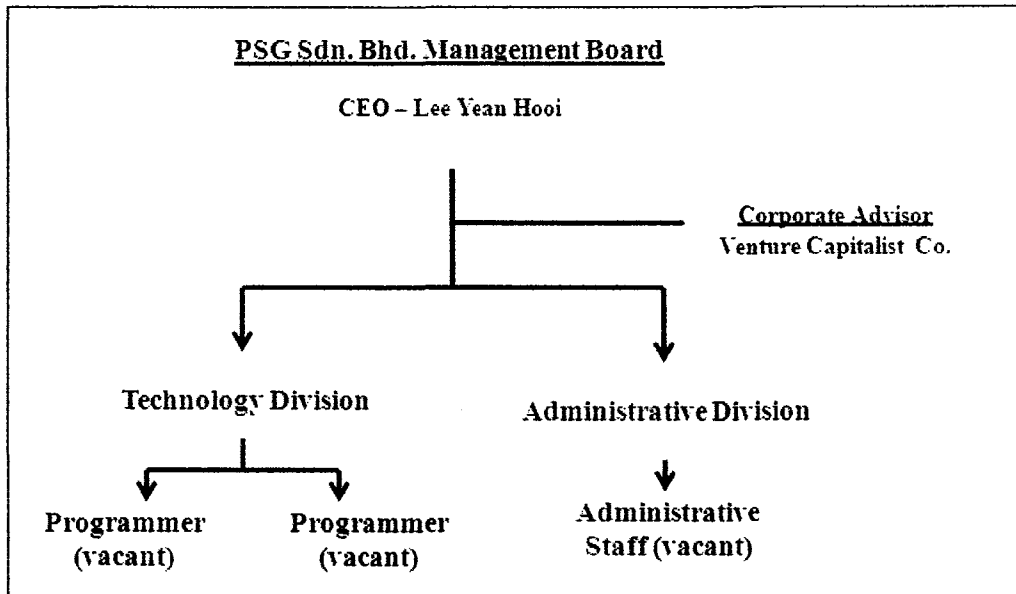 PSG Sdn. Bhd. Management Board
CEO – Lee Yean Hooi
Corporate Advisor
Venture Capitalist Co.
Technology Division
Administrative Division
Programmer
(vacant)
Programmer
(vacant)
Administrative
Staff (vacant)